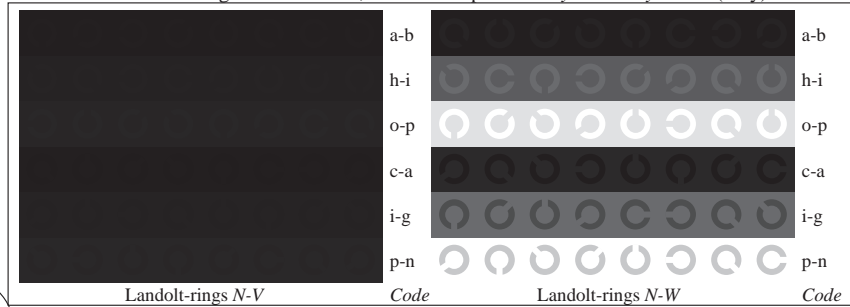 a-b a-b
h-i h-i
o-p o-p
c-a c-a
i-g i-g
p-n p-n
Landolt-rings N-V Code Landolt-rings N-W Code